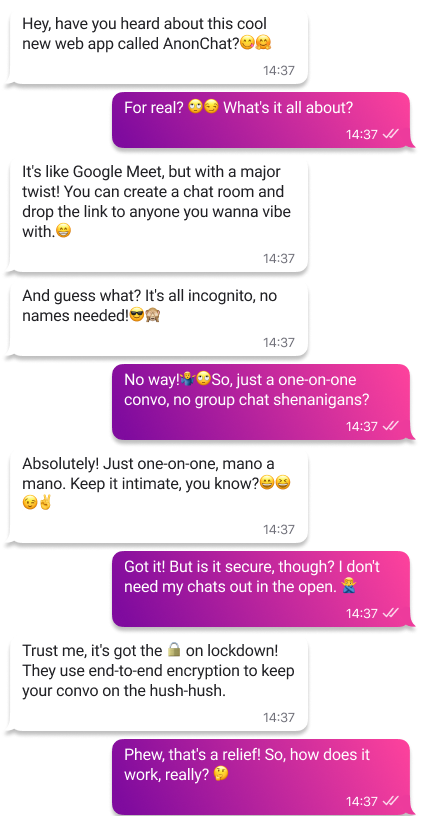 Hey, have you heard about this cool
new web app called AnonChat?😋🤗
14:37
For real? 🙄😏 What's it all about?
14:37
It's like Google Meet, but with a major
twist! You can create a chat room and
drop the link to anyone you wanna vibe
with.😁
14:37
And guess what? It's all incognito, no
names needed!😎🙈
14:37
No way!🤷‍♀️🙄So, just a one-on-one
convo, no group chat shenanigans?
14:37
Absolutely! Just one-on-one, mano a
mano. Keep it intimate, you know?😀😆
😉✌️
14:37
Got it! But is it secure, though? I don't
need my chats out in the open. 🙅‍♂️
14:37
Trust me, it's got the 🔒 on lockdown!
They use end-to-end encryption to keep
your convo on the hush-hush.
14:37
Phew, that's a relief! So, how does it
work, really? 🤔
14:37